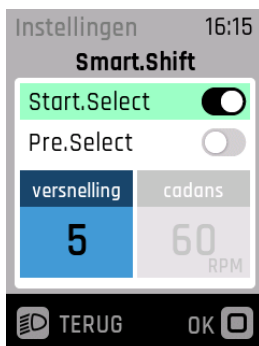 Instellingen 16:15
Smart.Shift
Start.Select
Pre.Select
versnelling cadans
5 60
RPM
TERUG OK